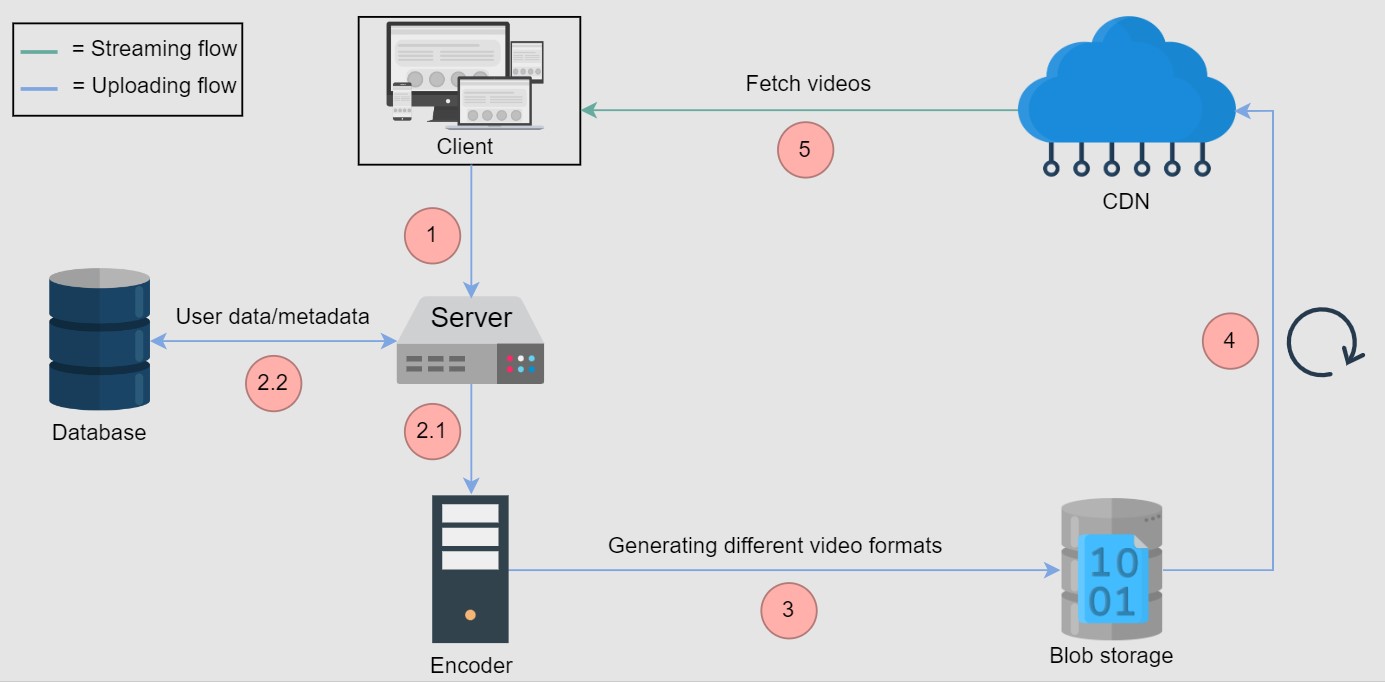 = Streaming flow
= Uploading flow
Client
Fetch videos
5
CDN
1
User data/metadata
Server
2.2
4
Database
2.1
Generating different video formats
3
10
01
Encoder
Blob storage